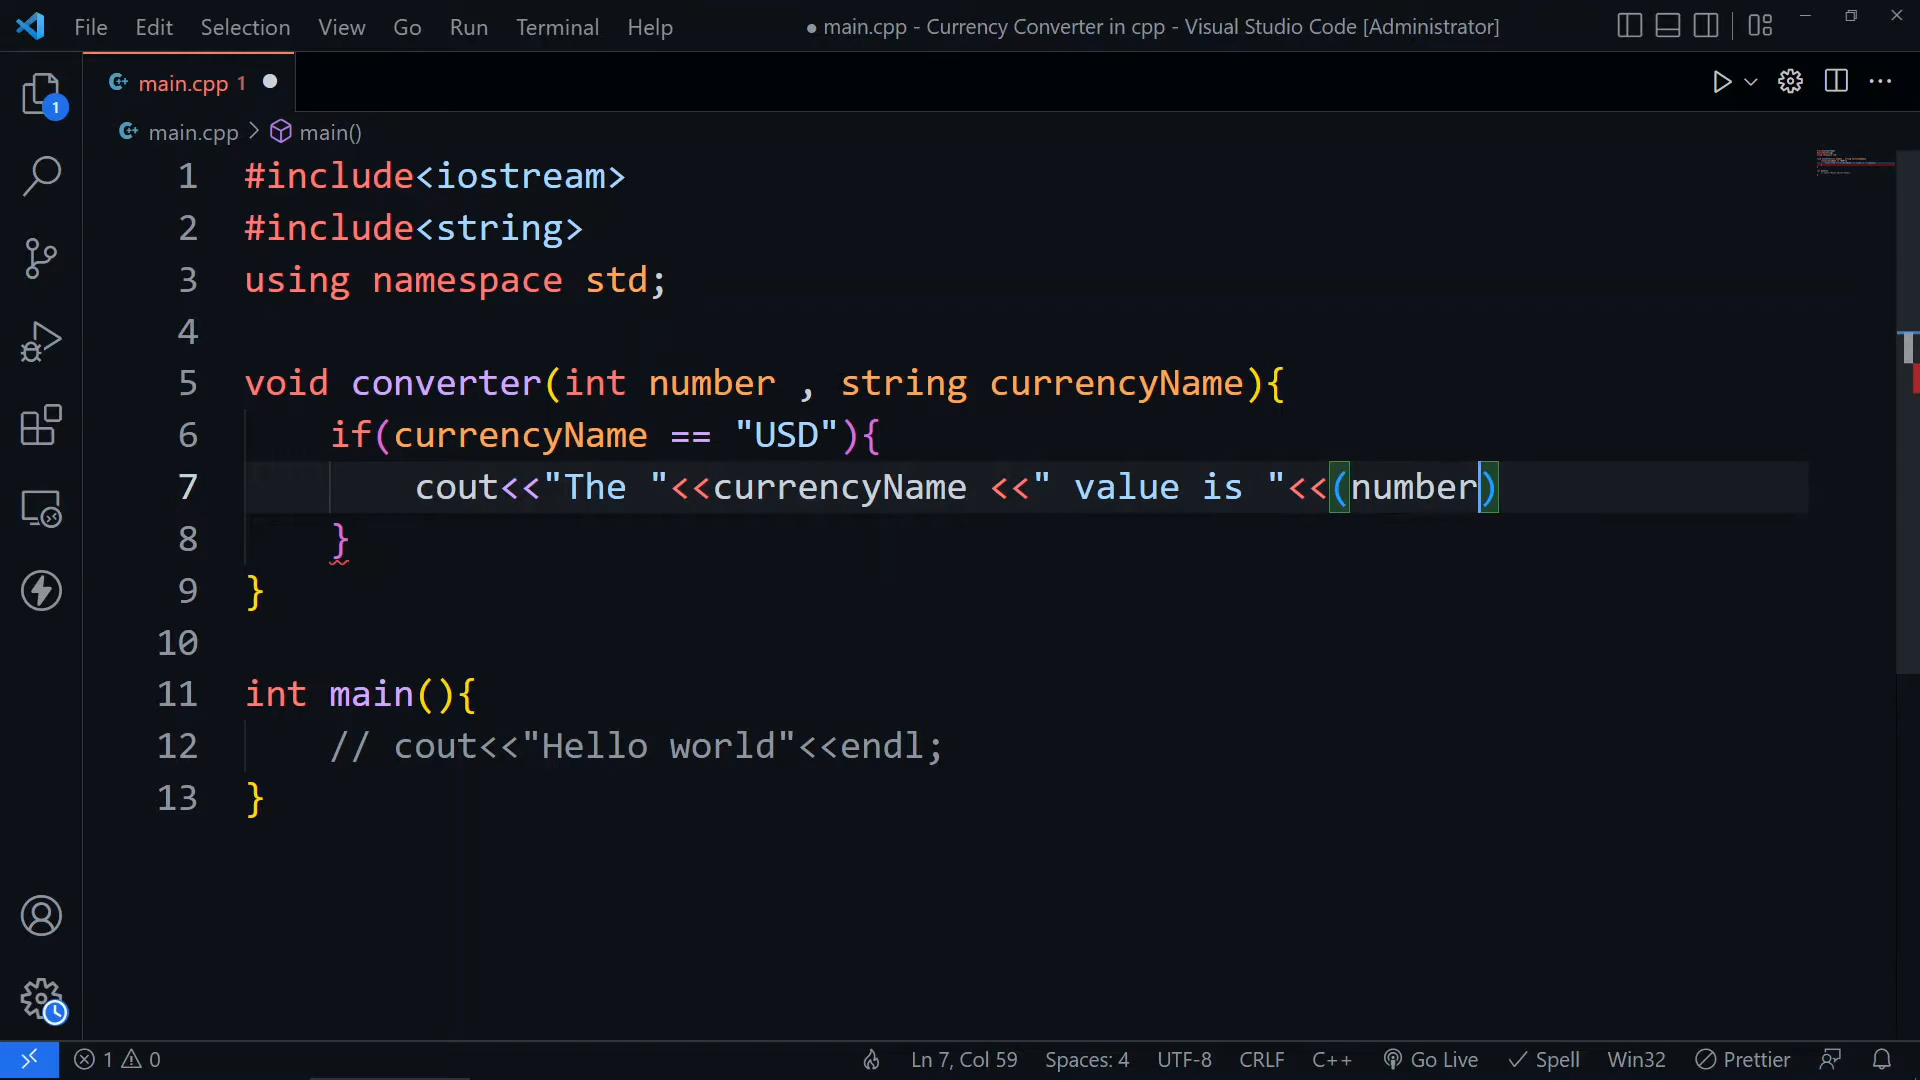 File Edit Selection View Go Run Terminal Help ● main.cpp - Currency Converter in cpp - Visual Studio Code [Administrator]
main.cpp 1
1
main.cpp > main()
1 #include<iostream>
2 #include<string>
3 using namespace std;
4
5 void converter(int number , string currencyName){
6 if(currencyName == "USD"){
7 cout<<"The "<<currencyName <<" value is "<<(number)
8 }
9 }
10
11 int main(){
12 // cout<<"Hello world"<<endl;
13 }
1 0 Ln 7, Col 59 Spaces: 4 UTF-8 CRLF C++ Go Live Spell Win32 Prettier